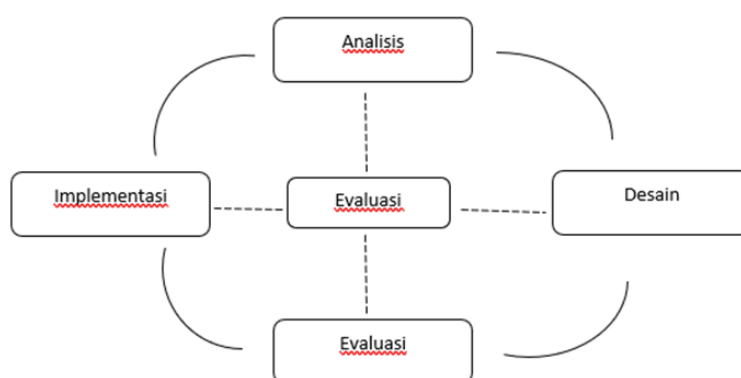 Analisis
Implementasi
Evaluasi
Desain
Evaluasi